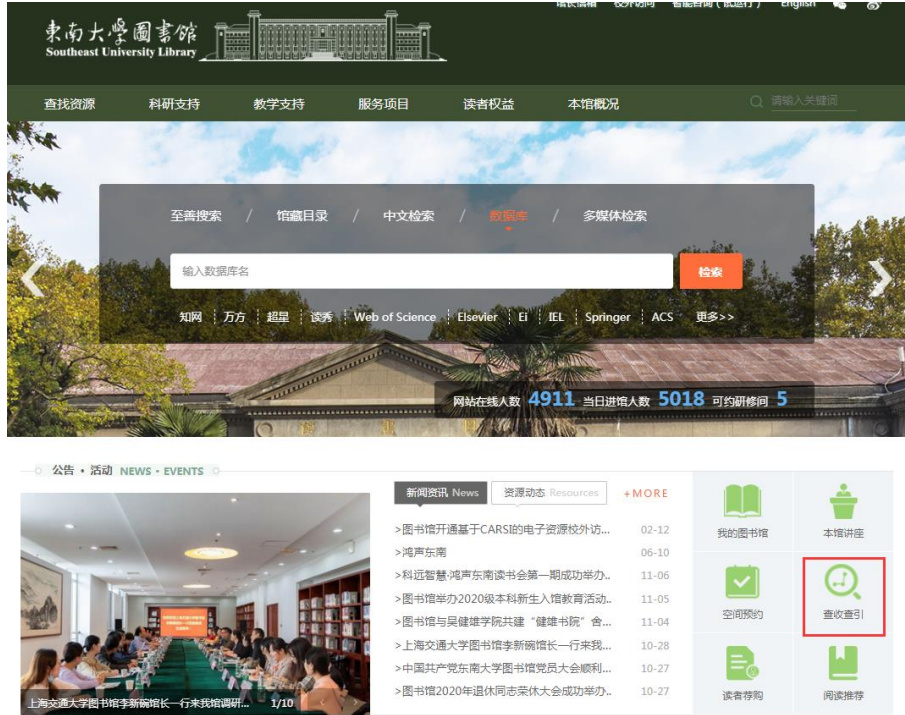 馆长信箱 校外访问 智能咨询（试运行） English
東南大學圖書館
Southeast University Library
查找资源 科研支持 教学支持 服务项目 读者权益 本馆概况 请输入关键词
至善搜索 / 馆藏目录 / 中文检索 / 数据库 / 多媒体检索
输入数据库名 检索
知网 万方 超星 读秀 Web of Science Elsevier Ei IEL Springer ACS 更多>>
网站在线人数 4911 当日进馆人数 5018 可约研修间 5
公告 • 活动 NEWS • EVENTS
新闻资讯 News 资源动态 Resources +MORE
>图书馆开通基于CARSI的电子资源校外访... 02-12
>鸿声东南 06-10
>科远智慧·鸿声东南读书会第一期成功举办.. 11-06
>图书馆举办2020级本科新生入馆教育活动.. 11-05
>图书馆与吴健雄学院共建“健雄书院”舍... 11-04
>上海交通大学图书馆李新碗馆长一行来我... 10-28
>中国共产党东南大学图书馆党员大会顺利... 10-27
>图书馆2020年退休同志荣休大会成功举办.. 10-27
上海交通大学图书馆李新碗馆长一行来我馆调研... 1/10
我的图书馆 本馆讲座
空间预约 查收查引
读者荐购 阅读推荐